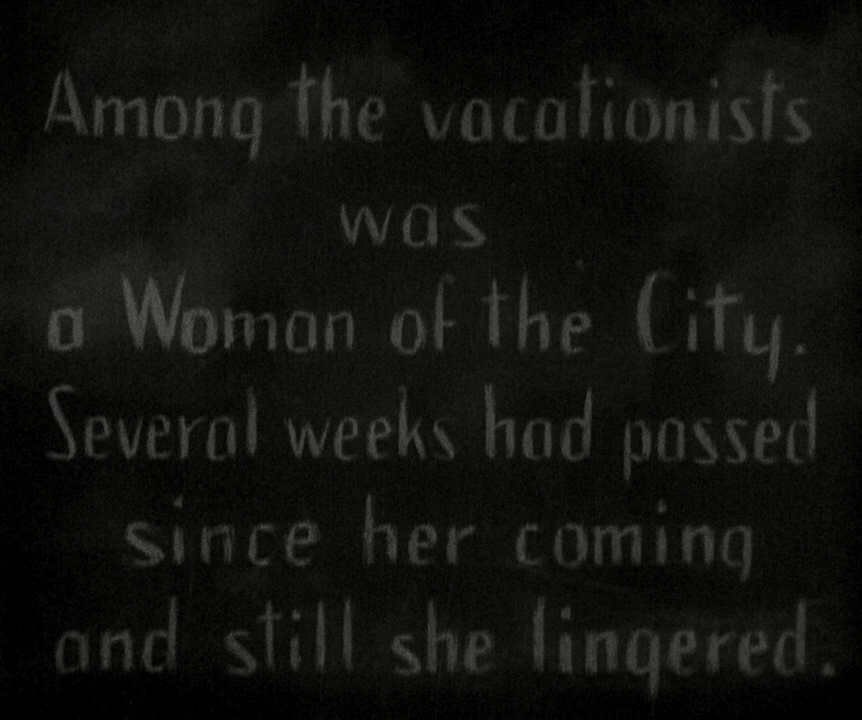 Among the vacationists
was
a Woman of the City.
Several weeks had passed
since her coming
and still she lingered.